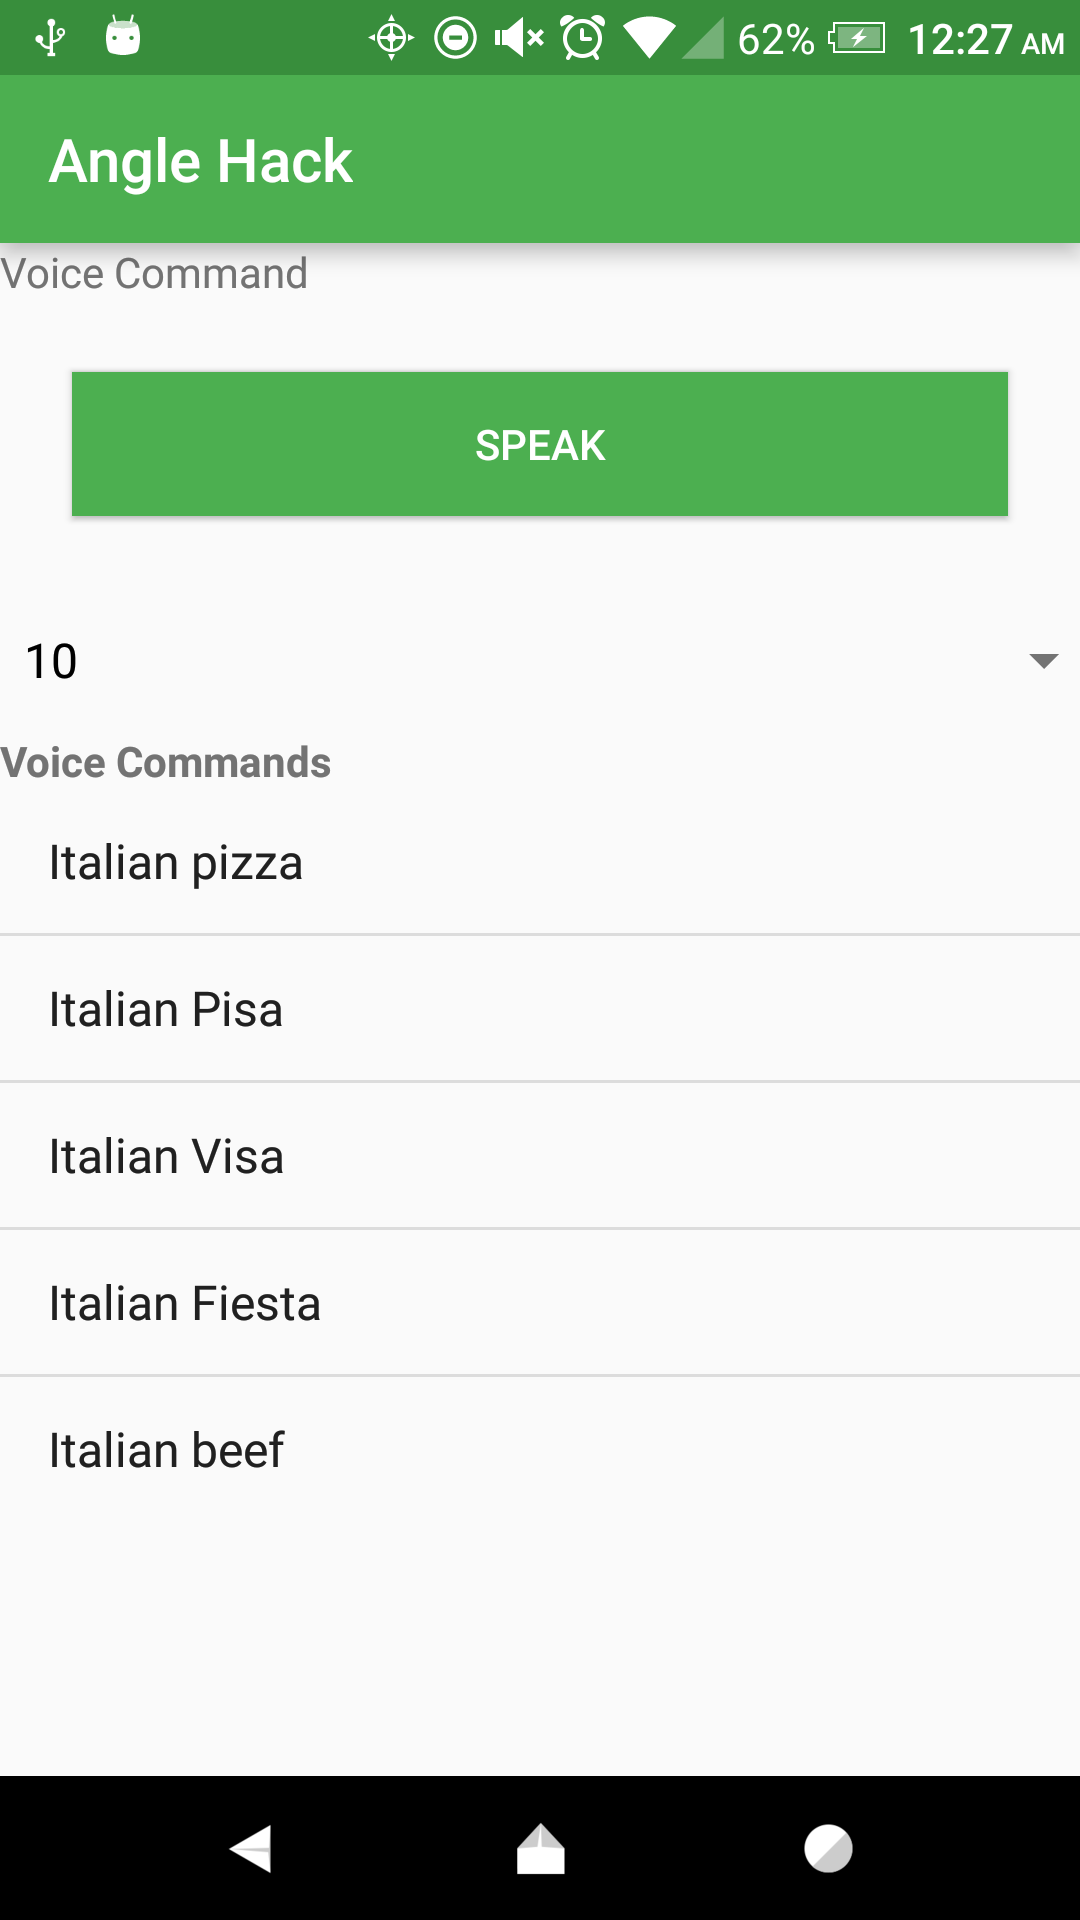 62% 12:27 AM
Angle Hack
Voice Command
SPEAK
10
Voice Commands
Italian pizza
Italian Pisa
Italian Visa
Italian Fiesta
Italian beef